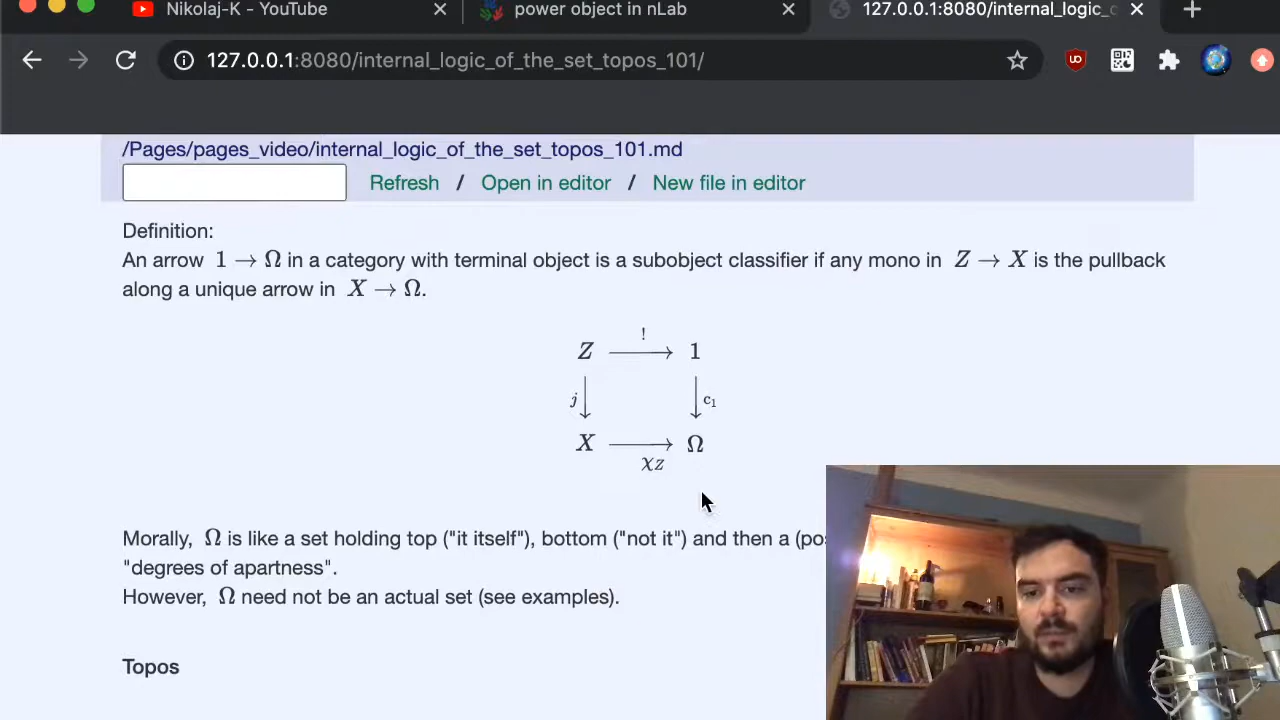 Nikolaj-K - YouTube
power object in nLab
127.0.0.1:8080/internal_logic_c
127.0.0.1:8080/internal_logic_of_the_set_topos_101/
/Pages/pages_video/internal_logic_of_the_set_topos_101.md
Refresh / Open in editor / New file in editor
Definition:
An arrow 1 → Ω in a category with terminal object is a subobject classifier if any mono in Z → X is the pullback
along a unique arrow in X → Ω.
!
Z → 1
j ↓ ↓ c₁
X → Ω
χZ
Morally, Ω is like a set holding top ("it itself"), bottom ("not it") and then a (po
"degrees of apartness".
However, Ω need not be an actual set (see examples).
Topos